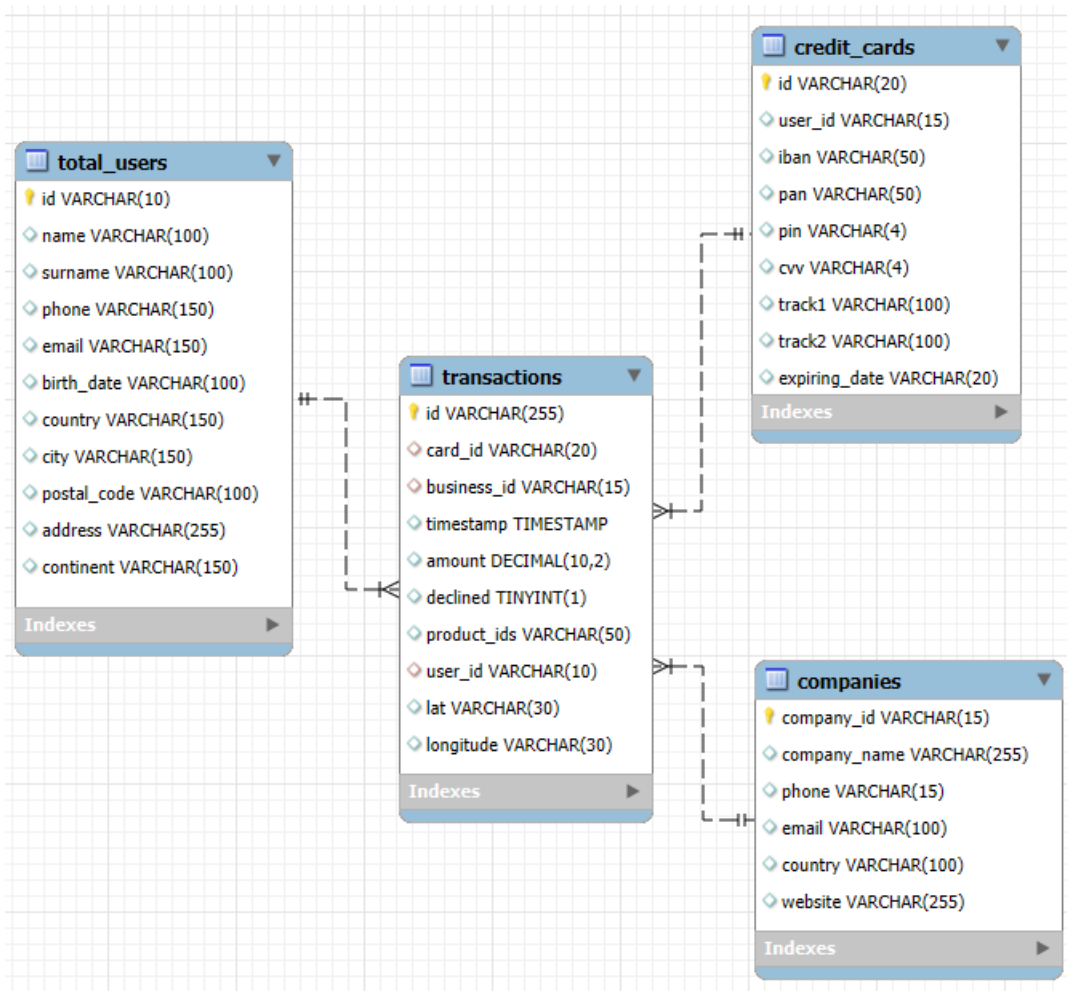 total_users
id VARCHAR(10)
name VARCHAR(100)
surname VARCHAR(100)
phone VARCHAR(150)
email VARCHAR(150)
birth_date VARCHAR(100)
country VARCHAR(150)
city VARCHAR(150)
postal_code VARCHAR(100)
address VARCHAR(255)
continent VARCHAR(150)
Indexes
transactions
id VARCHAR(255)
card_id VARCHAR(20)
business_id VARCHAR(15)
timestamp TIMESTAMP
amount DECIMAL(10,2)
declined TINYINT(1)
product_ids VARCHAR(50)
user_id VARCHAR(10)
lat VARCHAR(30)
longitude VARCHAR(30)
Indexes
credit_cards
id VARCHAR(20)
user_id VARCHAR(15)
iban VARCHAR(50)
pan VARCHAR(50)
pin VARCHAR(4)
cvv VARCHAR(4)
track1 VARCHAR(100)
track2 VARCHAR(100)
expiring_date VARCHAR(20)
Indexes
companies
company_id VARCHAR(15)
company_name VARCHAR(255)
phone VARCHAR(15)
email VARCHAR(100)
country VARCHAR(100)
website VARCHAR(255)
Indexes